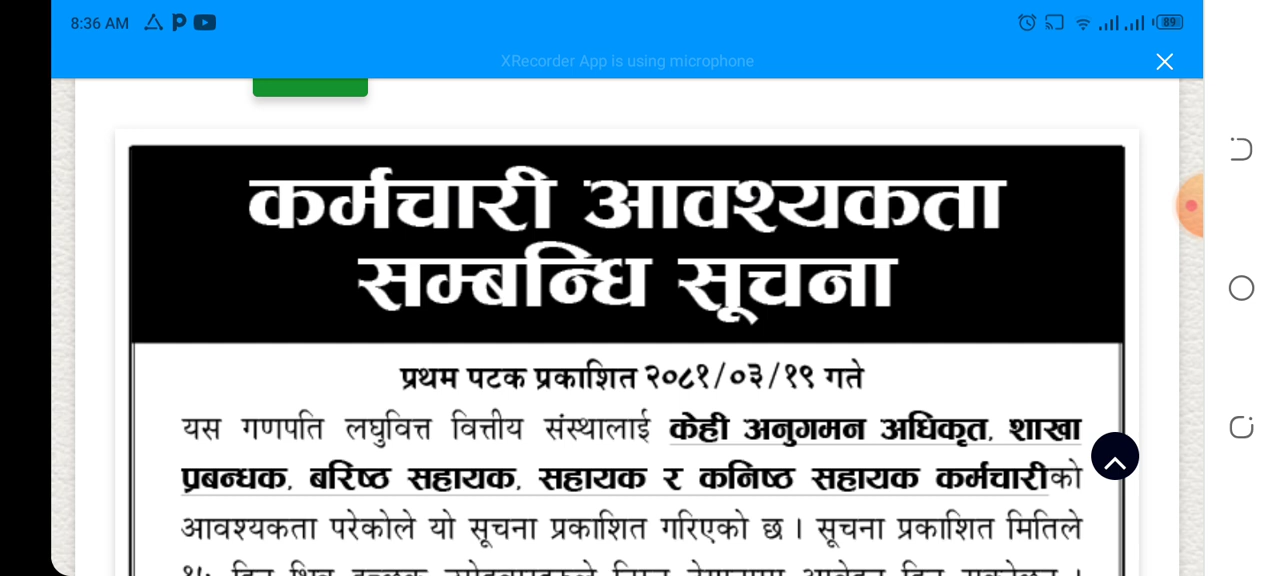 8:36 AM
89
XRecorder App is using microphone
कर्मचारी आवश्यकता
सम्बन्धि सूचना
प्रथम पटक प्रकाशित २०८१/०३/१९ गते
यस गणपति लघुवित्त वित्तीय संस्थालाई केही अनुगमन अधिकृत, शाखा
प्रबन्धक, बरिष्ठ सहायक, सहायक र कनिष्ठ सहायक कर्मचारीको
आवश्यकता परेकोले यो सूचना प्रकाशित गरिएको छ । सूचना प्रकाशित मितिले